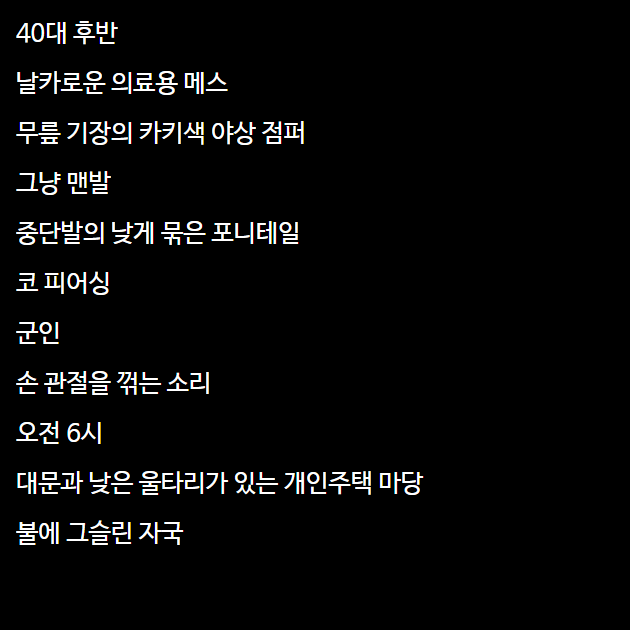 40대 후반
날카로운 의료용 메스
무릎 기장의 카키색 야상 점퍼
그냥 맨발
중단발의 낮게 묶은 포니테일
코 피어싱
군인
손 관절을 꺾는 소리
오전 6시
대문과 낮은 울타리가 있는 개인주택 마당
불에 그슬린 자국